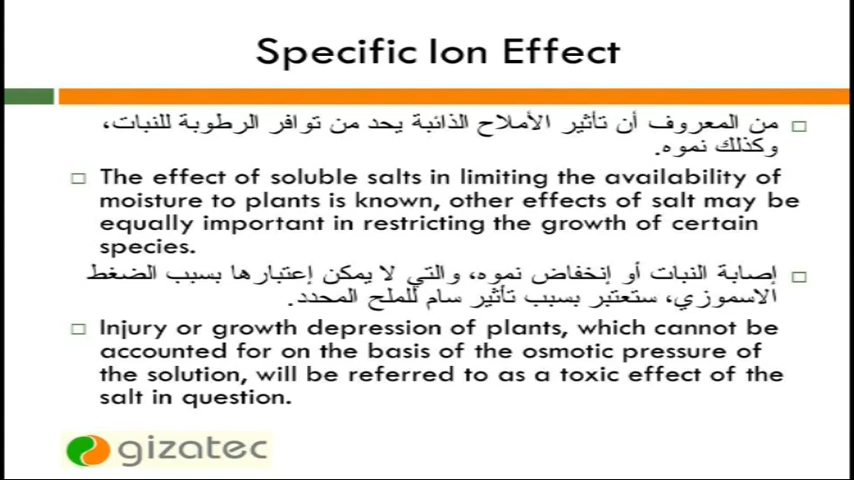 Specific Ion Effect
من المعروف أن تأثير الأملاح الذائبة يحد من توافر الرطوبة للنبات،
وكذلك نموه.
The effect of soluble salts in limiting the availability of
moisture to plants is known, other effects of salt may be
equally important in restricting the growth of certain
species.
إصابة النبات أو إنخفاض نموه، والتي لا يمكن إعتبارها بسبب الضغط
الاسموزي، ستعتبر بسبب تأثير سام للملح المحدد.
Injury or growth depression of plants, which cannot be
accounted for on the basis of the osmotic pressure of
the solution, will be referred to as a toxic effect of the
salt in question.
gizatec